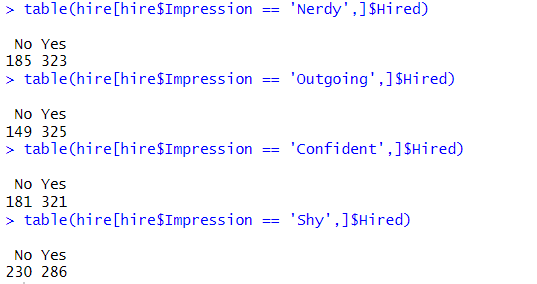 > table(hire[hire$Impression == 'Nerdy',]$Hired)
No Yes
185 323
> table(hire[hire$Impression == 'Outgoing',]$Hired)
No Yes
149 325
> table(hire[hire$Impression == 'Confident',]$Hired)
No Yes
181 321
> table(hire[hire$Impression == 'Shy',]$Hired)
No Yes
230 286